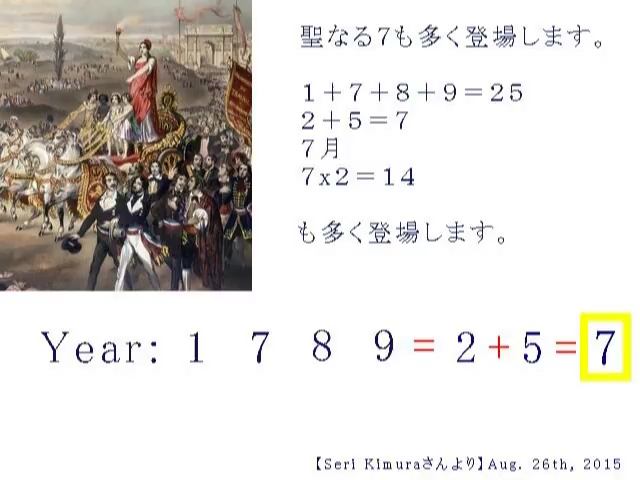 聖なる7も多く登場します。
1+7+8+9=25
2+5=7
7月
7x2=14
も多く登場します。
Year: 1 7 8 9 = 2 + 5 = 7
【Seri Kimuraさんより】Aug. 26th, 2015